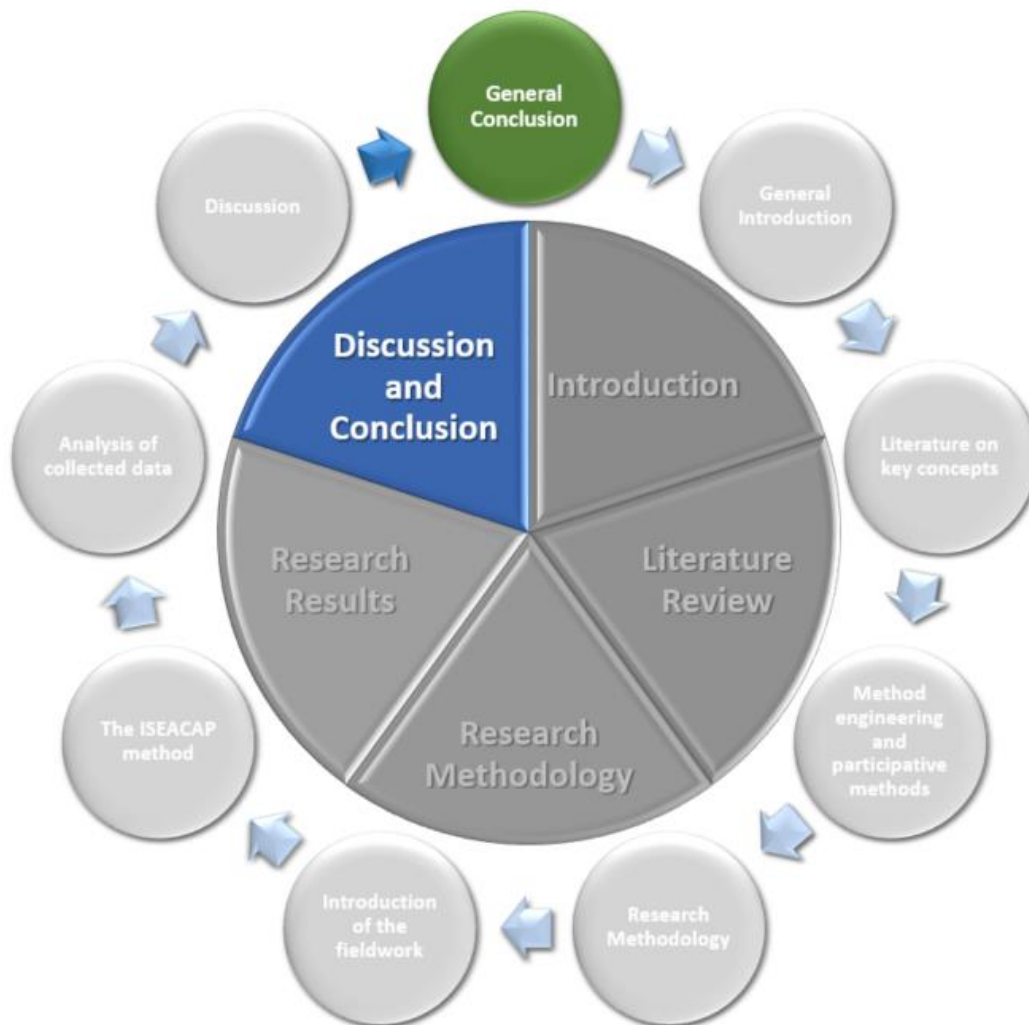 General
Conclusion
General
Introduction
Literature on
key concepts
Method
engineering
and
participative
methods
Research
Methodology
Introduction
of the
fieldwork
The ISEACAP
method
Analysis of
collected data
Discussion
Discussion
and
Conclusion
Introduction
Literature
Review
Research
Methodology
Research
Results